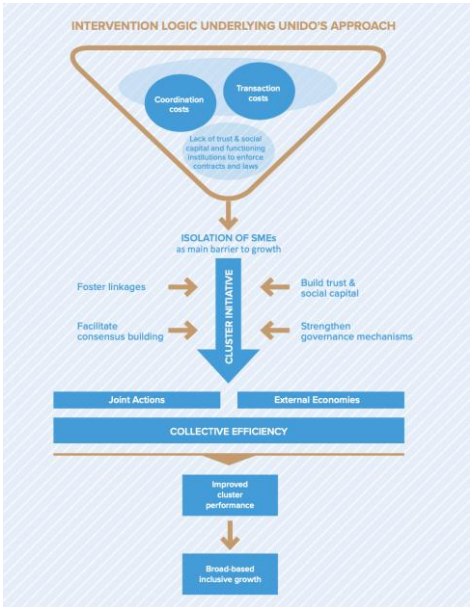 INTERVENTION LOGIC UNDERLYING UNIDO'S APPROACH
Coordination
costs
Transaction
costs
Lack of trust & social
capital and functioning
institutions to enforce
contracts and laws
ISOLATION OF SMEs
as main barrier to growth
CLUSTER INITIATIVE
Foster linkages
Build trust &
social capital
Facilitate
consensus building
Strengthen
governance mechanisms
Joint Actions
External Economies
COLLECTIVE EFFICIENCY
Improved
cluster
performance
Broad-based
inclusive growth